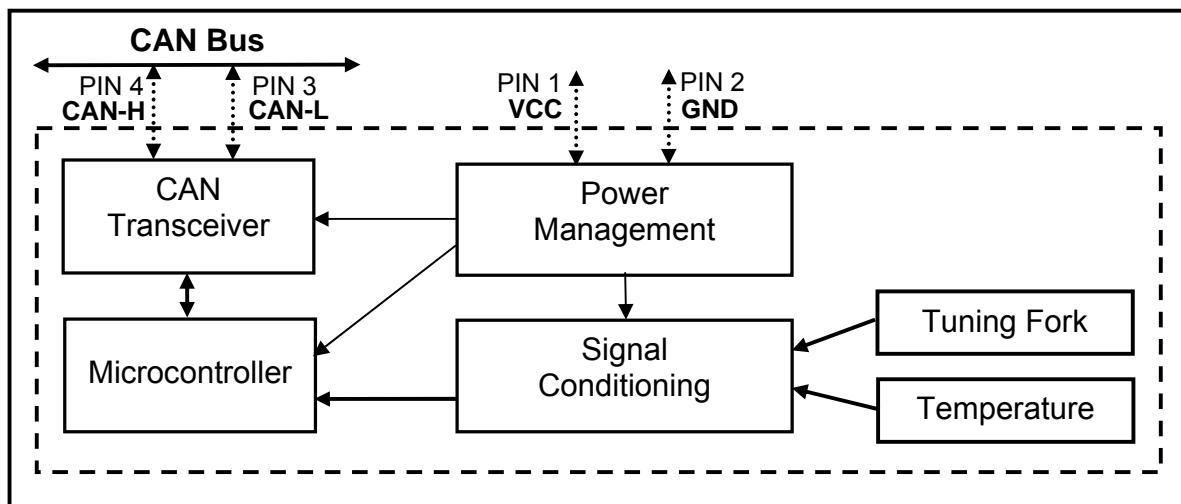 CAN Bus
PIN 4
CAN-H
PIN 3
CAN-L
PIN 1
VCC
PIN 2
GND
CAN
Transceiver
Power
Management
Microcontroller
Signal
Conditioning
Tuning Fork
Temperature